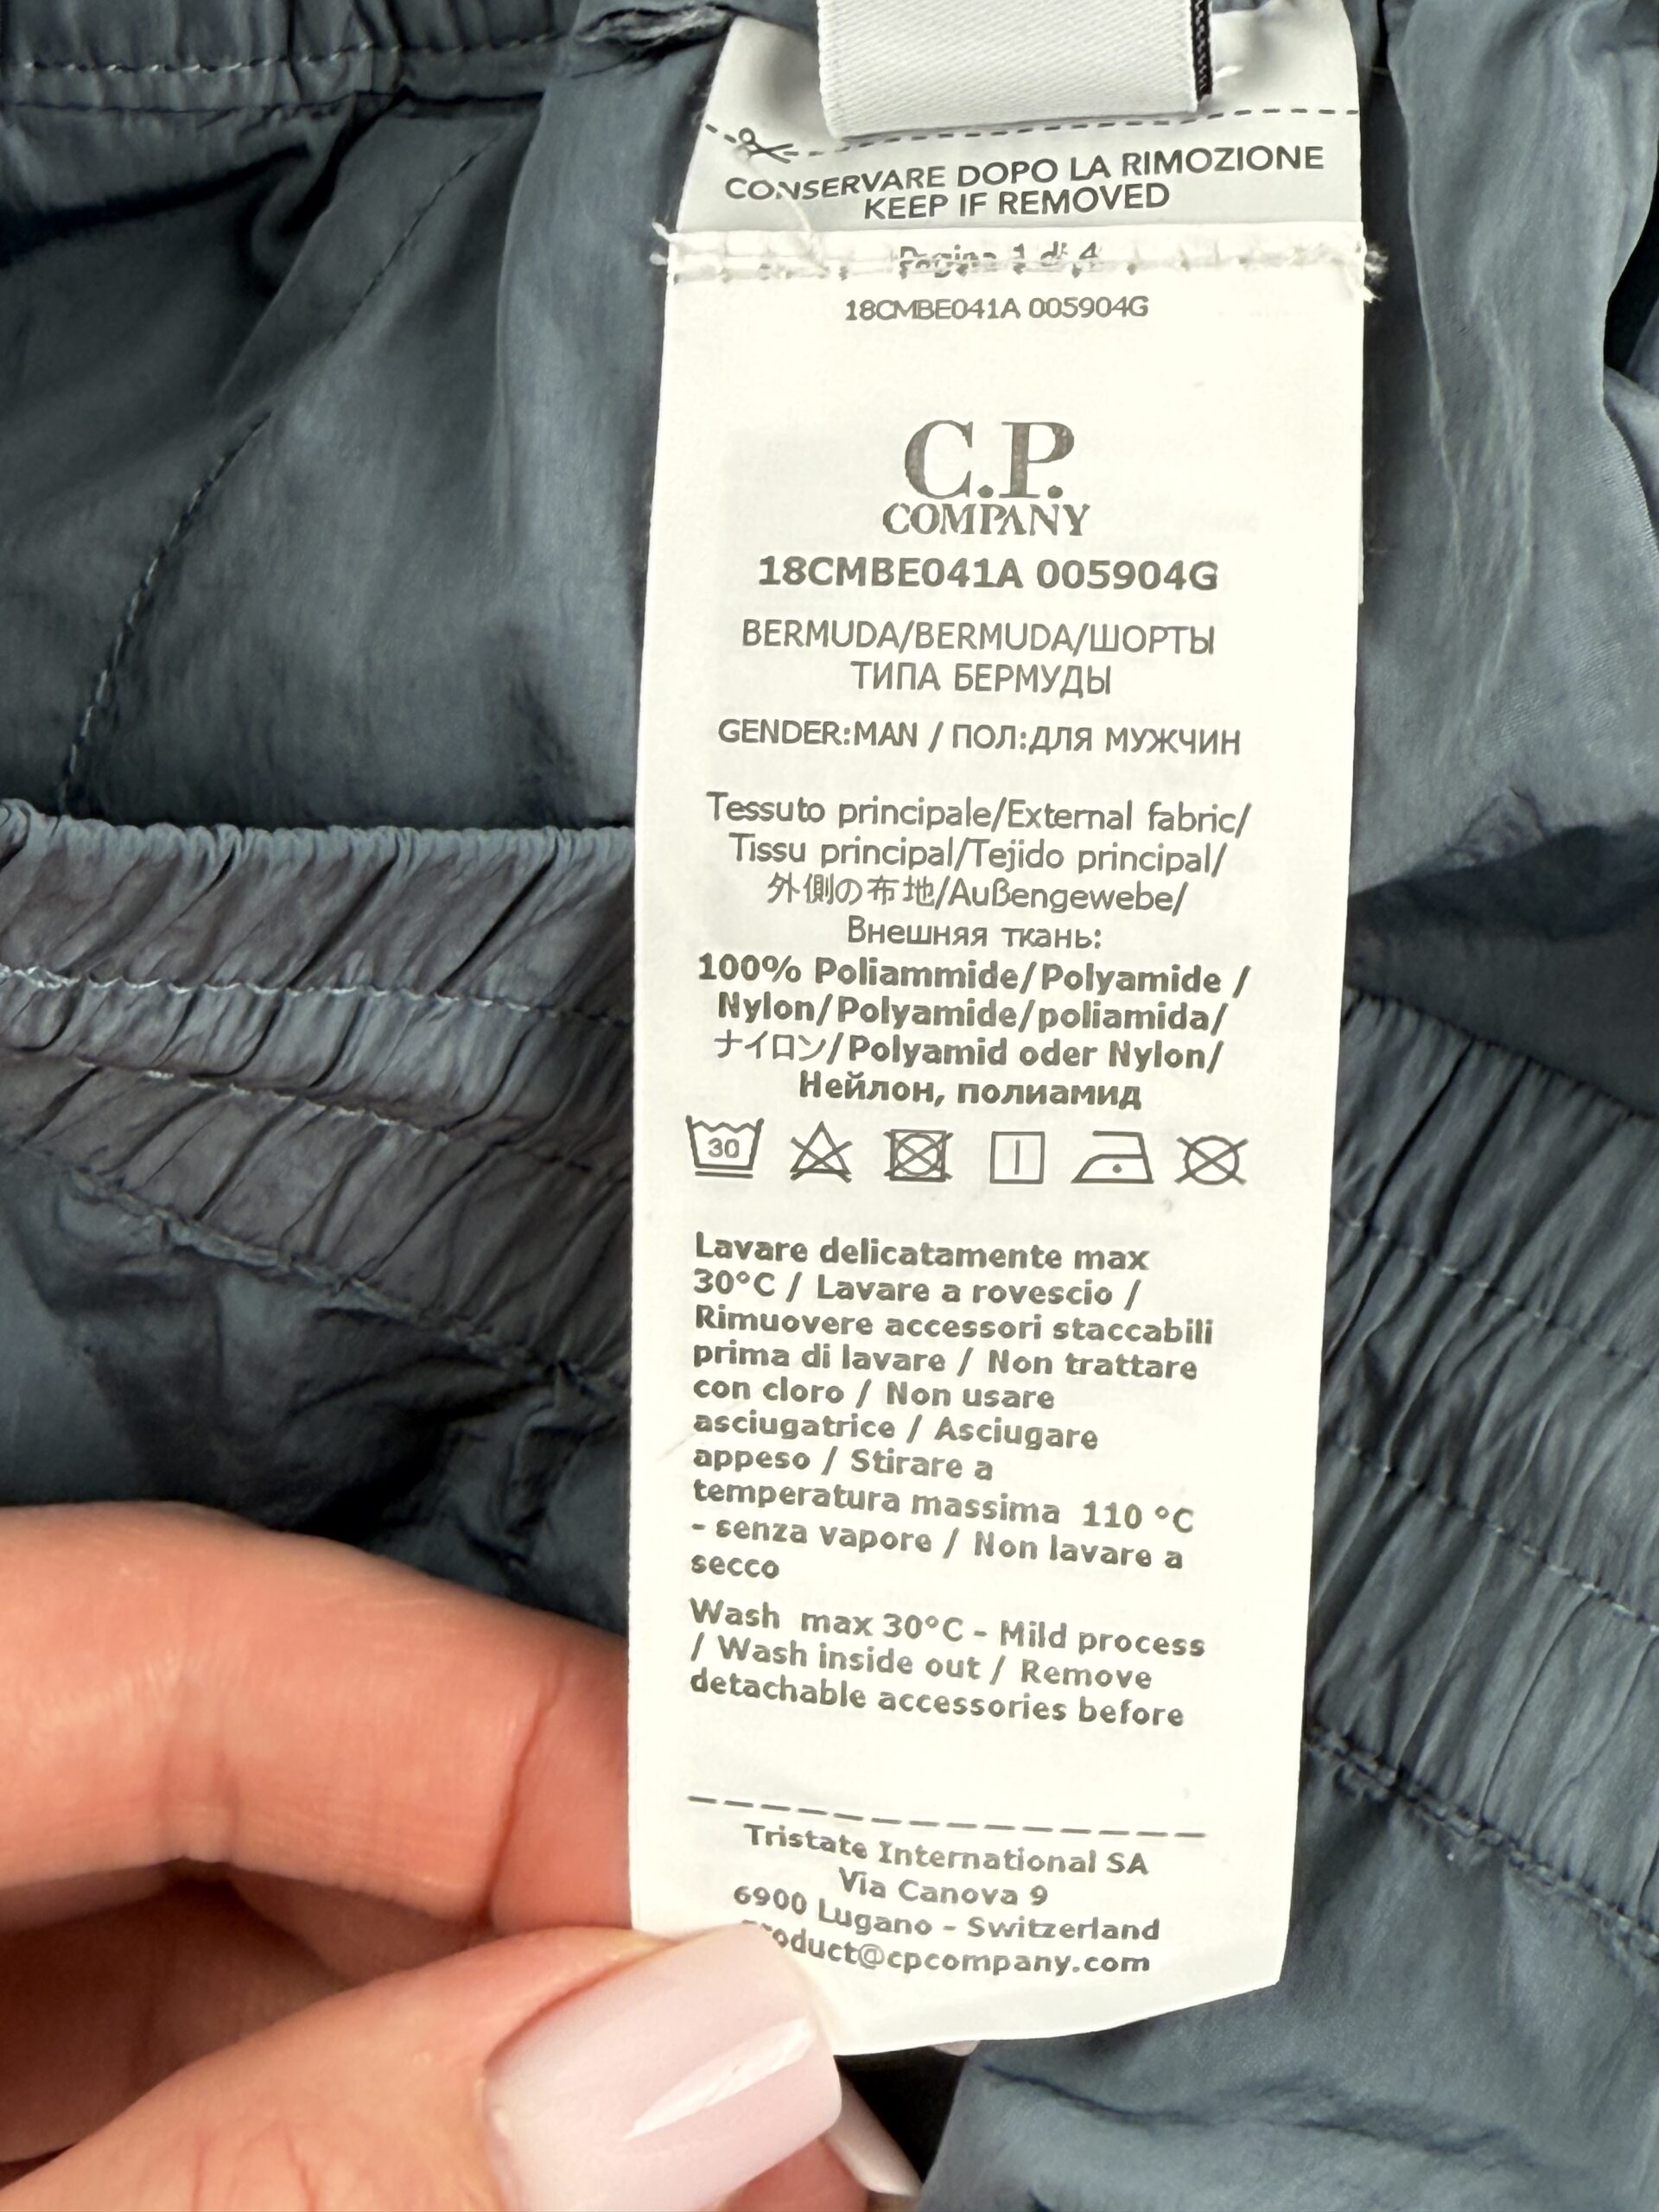 CONSERVARE DOPO LA RIMOZIONE
KEEP IF REMOVED
Pagina 1 di 4
18CMBE041A 005904G
C.P.
COMPANY
18CMBE041A 005904G
BERMUDA/BERMUDA/ШОРТЫ
ТИПА БЕРМУДЫ
GENDER:MAN / ПОЛ:ДЛЯ МУЖЧИН
Tessuto principale/External fabric/
Tissu principal/Tejido principal/
外側の布地/Außengewebe/
Внешняя ткань:
100% Poliammide/Polyamide /
Nylon/Polyamide/poliamida/
ナイロン/Polyamid oder Nylon/
Нейлон, полиамид
30
Lavare delicatamente max
30°C / Lavare a rovescio /
Rimuovere accessori staccabili
prima di lavare / Non trattare
con cloro / Non usare
asciugatrice / Asciugare
appeso / Stirare a
temperatura massima 110 °C
- senza vapore / Non lavare a
secco
Wash max 30°C - Mild process
/ Wash inside out / Remove
detachable accessories before
Tristate International SA
Via Canova 9
6900 Lugano - Switzerland
product@cpcompany.com